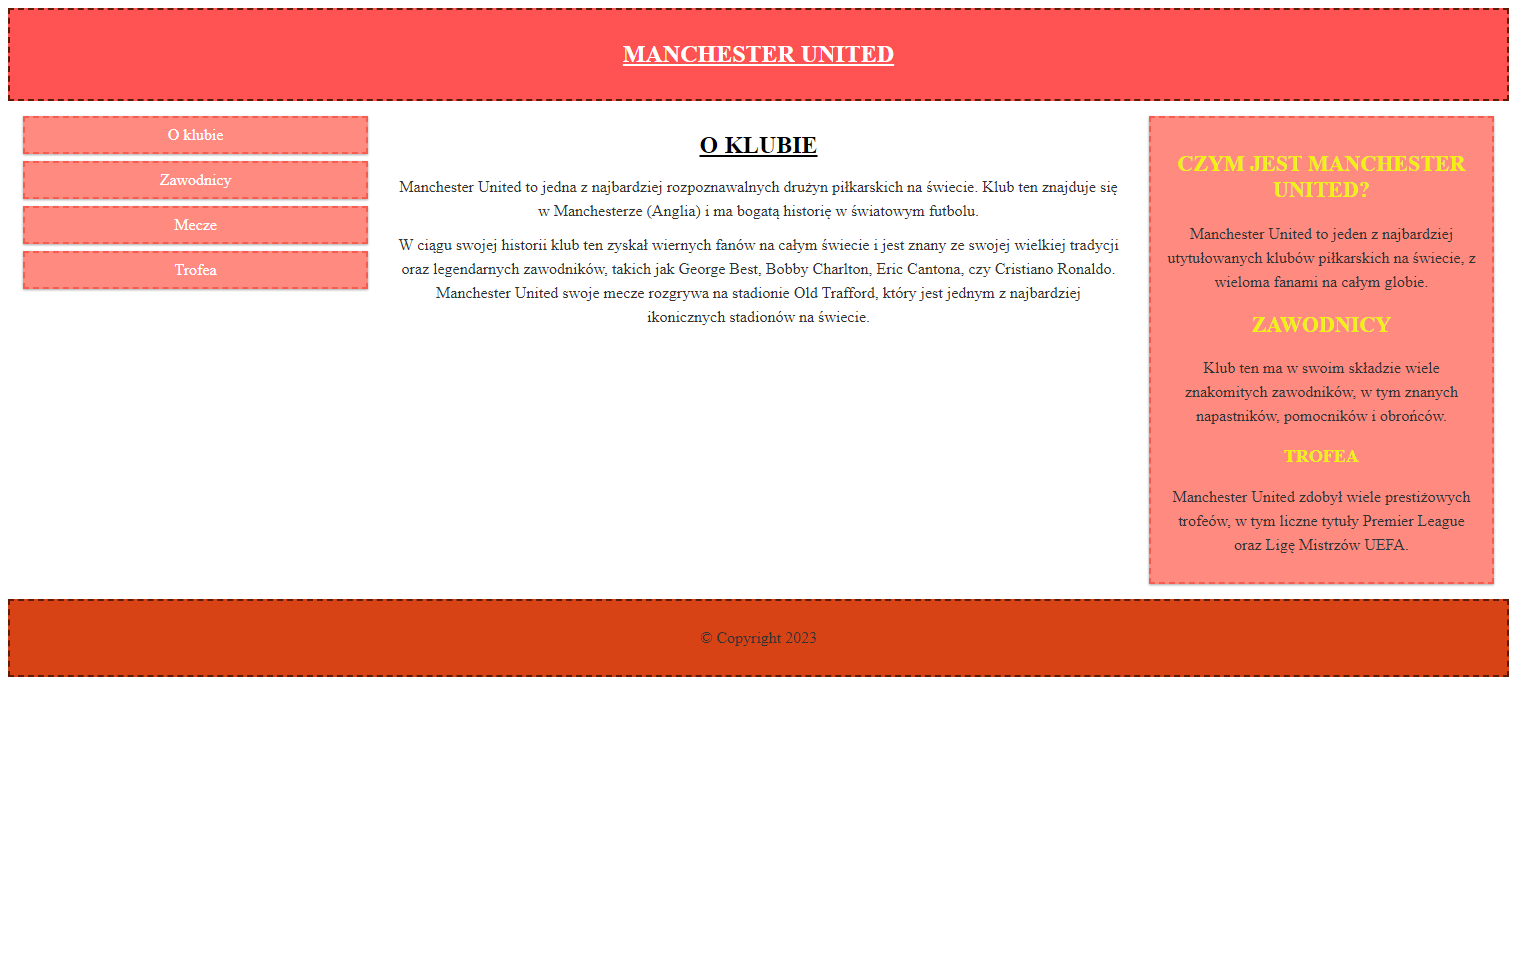 MANCHESTER UNITED
O klubie
Zawodnicy
Mecze
Trofea
O KLUBIE
Manchester United to jedna z najbardziej rozpoznawalnych drużyn piłkarskich na świecie. Klub ten znajduje się
w Manchesterze (Anglia) i ma bogatą historię w światowym futbolu.
W ciągu swojej historii klub ten zyskał wiernych fanów na całym świecie i jest znany ze swojej wielkiej tradycji
oraz legendarnych zawodników, takich jak George Best, Bobby Charlton, Eric Cantona, czy Cristiano Ronaldo.
Manchester United swoje mecze rozgrywa na stadionie Old Trafford, który jest jednym z najbardziej
ikonicznych stadionów na świecie.
CZYM JEST MANCHESTER
UNITED?
Manchester United to jeden z najbardziej
utytułowanych klubów piłkarskich na świecie, z
wieloma fanami na całym globie.
ZAWODNICY
Klub ten ma w swoim składzie wiele
znakomitych zawodników, w tym znanych
napastników, pomocników i obrońców.
TROFEA
Manchester United zdobył wiele prestiżowych
trofeów, w tym liczne tytuły Premier League
oraz Ligę Mistrzów UEFA.
© Copyright 2023